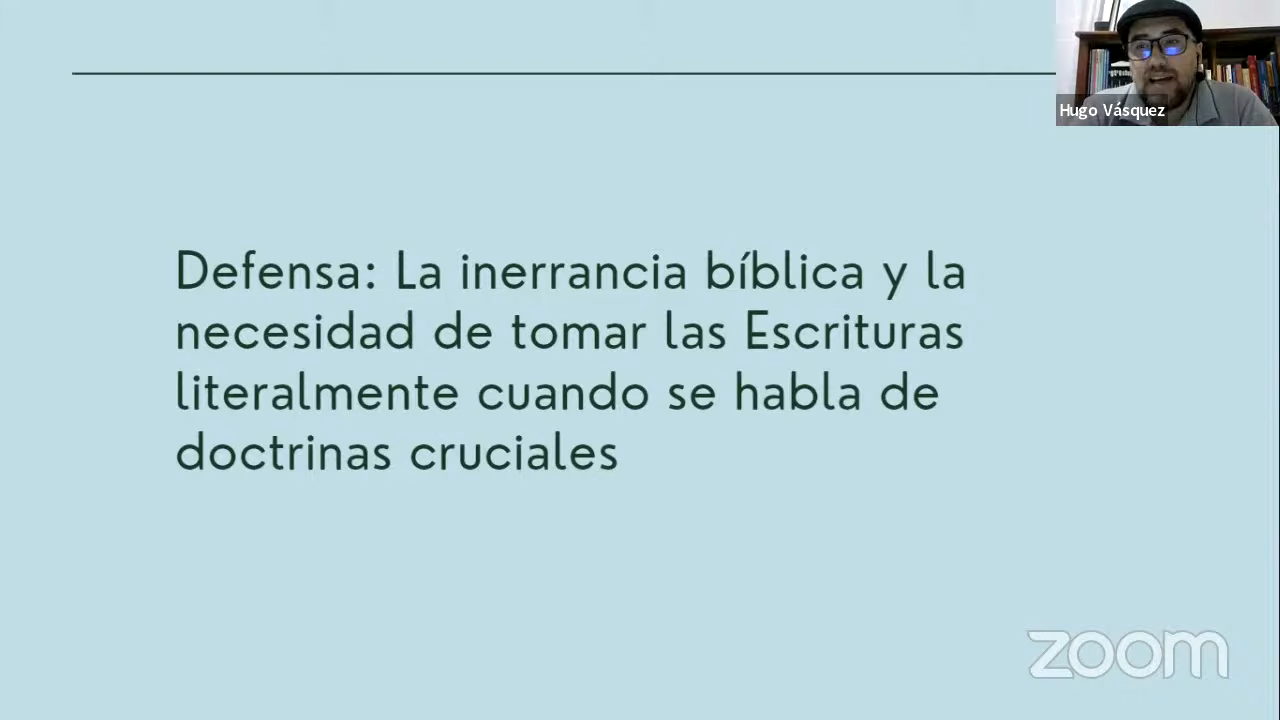 Hugo Vásquez
Defensa: La inerrancia bíblica y la
necesidad de tomar las Escrituras
literalmente cuando se habla de
doctrinas cruciales
zoom